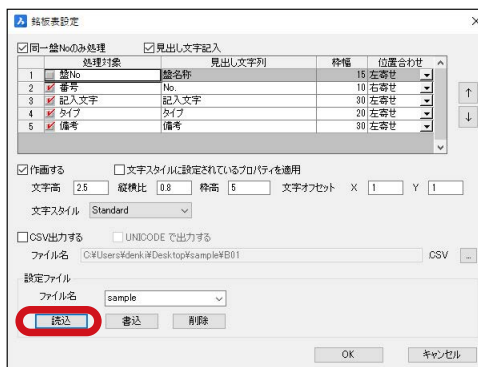 銘板表設定
同一盤Noのみ処理 見出し文字記入
処理対象 見出し文字列 枠幅 位置合わせ
1 盤No 盤名称 15 左寄せ
2 番号 No. 10 右寄せ
3 記入文字 記入文字 30 左寄せ
4 タイプ タイプ 20 左寄せ
5 備考 備考 30 左寄せ
↑
↓
作画する 文字スタイルに設定されているプロパティを適用
文字高 2.5 縦横比 0.8 枠高 5 文字オフセット X 1 Y 1
文字スタイル Standard
CSV出力する UNICODE で出力する
ファイル名 C:¥Users¥denki¥Desktop¥sample¥B01 .CSV ...
設定ファイル
ファイル名 sample
読込 書込 削除
OK キャンセル